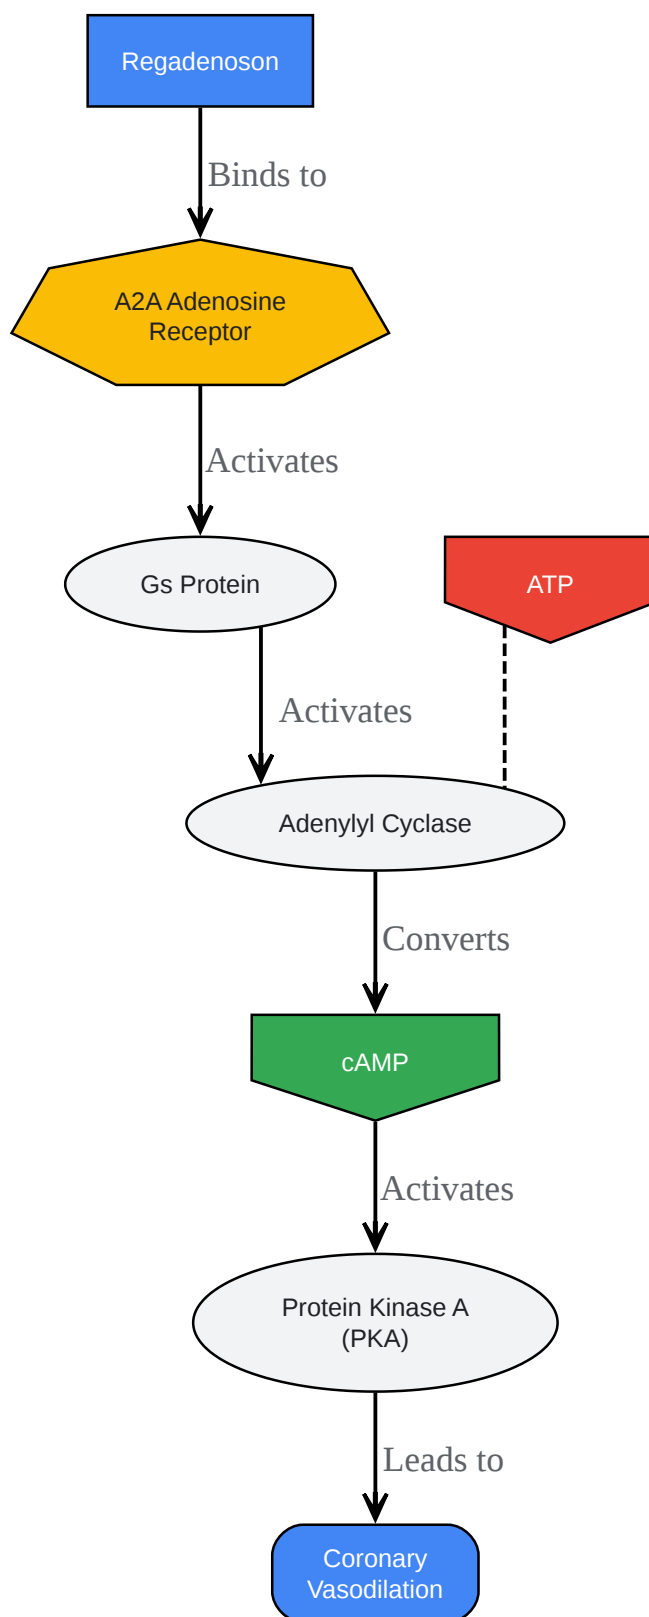 Regadenoson
Binds to
A2A Adenosine
Receptor
Activates
Gs Protein
ATP
Activates
Adenylyl Cyclase
Converts
cAMP
Activates
Protein Kinase A
(PKA)
Leads to
Coronary
Vasodilation